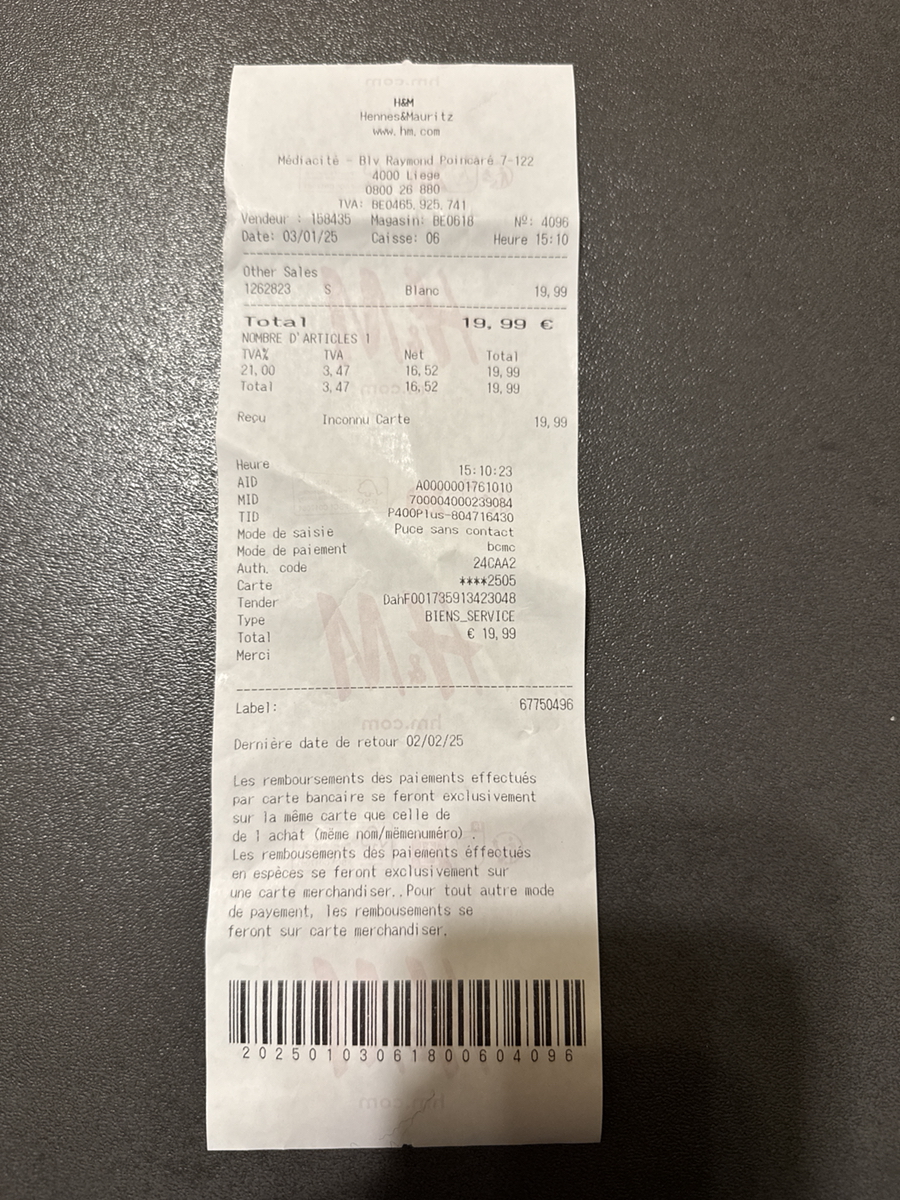 H&M
Hennes&Mauritz
www.hm.com
Médiacité - Blv Raymond Poincaré 7-122
4000 Liege
0800 26 880
TVA: BE0465.925.741
Vendeur : 158435 Magasin: BE0618 Nº: 4096
Date: 03/01/25 Caisse: 06 Heure 15:10
Other Sales
1262823 S Blanc 19,99
Total 19,99 €
NOMBRE D'ARTICLES 1
TVA% TVA Net Total
21,00 3,47 16,52 19,99
Total 3,47 16,52 19,99
Reçu Inconnu Carte 19,99
Heure 15:10:23
AID A0000001761010
MID 700004000239084
TID P400Plus-804716430
Mode de saisie Puce sans contact
Mode de paiement bcmc
Auth. code 24CAA2
Carte ****2505
Tender DahF001735913423048
Type BIENS_SERVICE
Total € 19,99
Merci
Label: 67750496
Dernière date de retour 02/02/25
Les remboursements des paiements effectués
par carte bancaire se feront exclusivement
sur la même carte que celle de
de l achat (même nom/mêmenuméro) .
Les rembousements des paiements éffectués
en espèces se feront exclusivement sur
une carte merchandiser..Pour tout autre mode
de payement, les rembousements se
feront sur carte merchandiser.
20250103061800604096